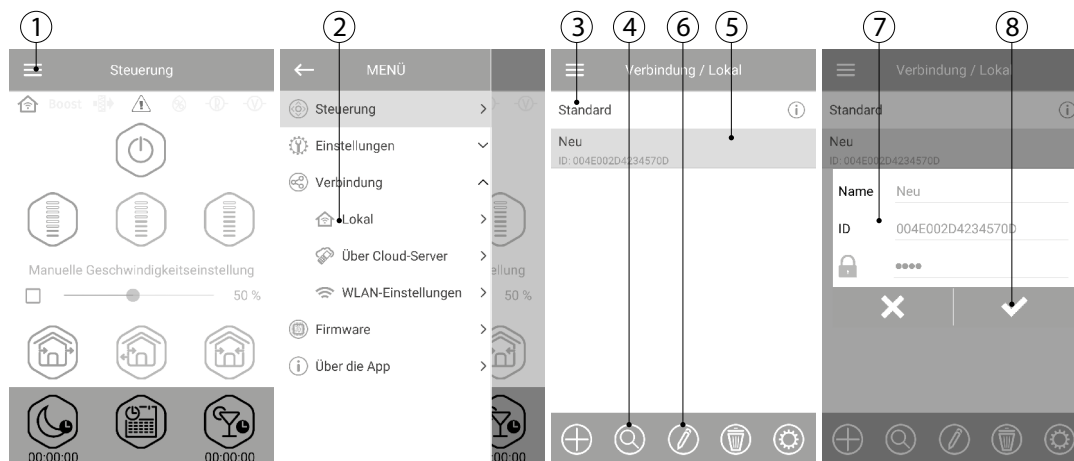 1
2
3
4
6
5
7
8
Steuerung
Boost
Manuelle Geschwindigkeitseinstellung
50 %
00:00:00
00:00:00
MENÜ
Steuerung
Einstellungen
Verbindung
Lokal
Über Cloud-Server
WLAN-Einstellungen
Firmware
Über die App
ellung
50 %
00:00
Verbindung / Lokal
Standard
Neu
ID: 004E002D4234570D
Verbindung / Lokal
Standard
Neu
ID: 004E002D4234570D
Name Neu
ID 004E002D4234570D